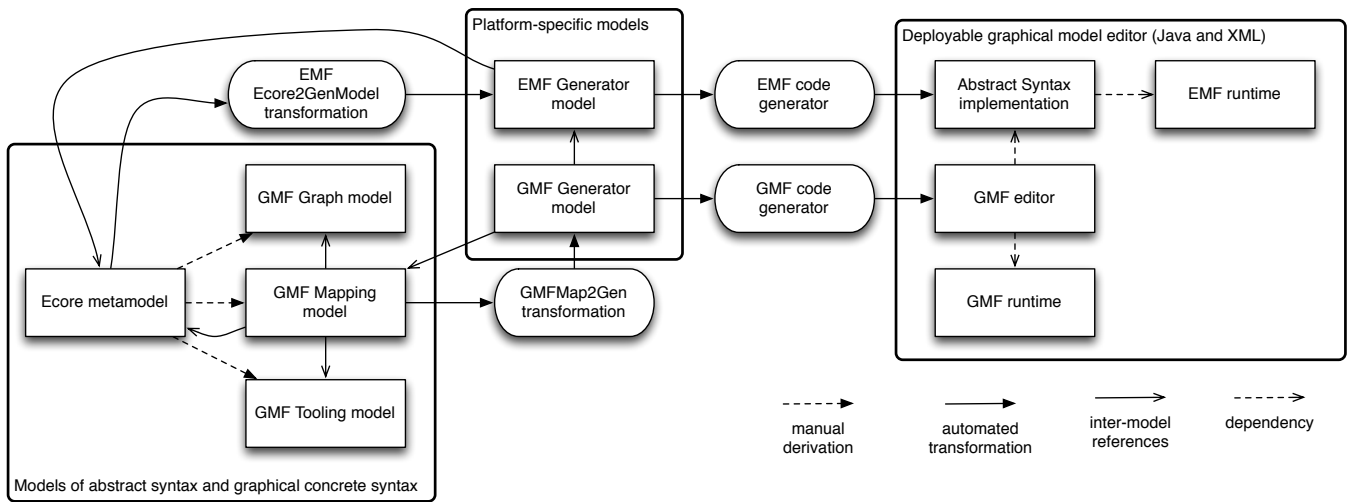 Platform-specific models
Deployable graphical model editor (Java and XML)
EMF
Ecore2GenModel
transformation
EMF Generator
model
EMF code
generator
Abstract Syntax
implementation
EMF runtime
GMF Graph model
GMF Generator
model
GMF code
generator
GMF editor
Ecore metamodel
GMF Mapping
model
GMFMap2Gen
transformation
GMF runtime
GMF Tooling model
manual
derivation
automated
transformation
inter-model
references
dependency
Models of abstract syntax and graphical concrete syntax